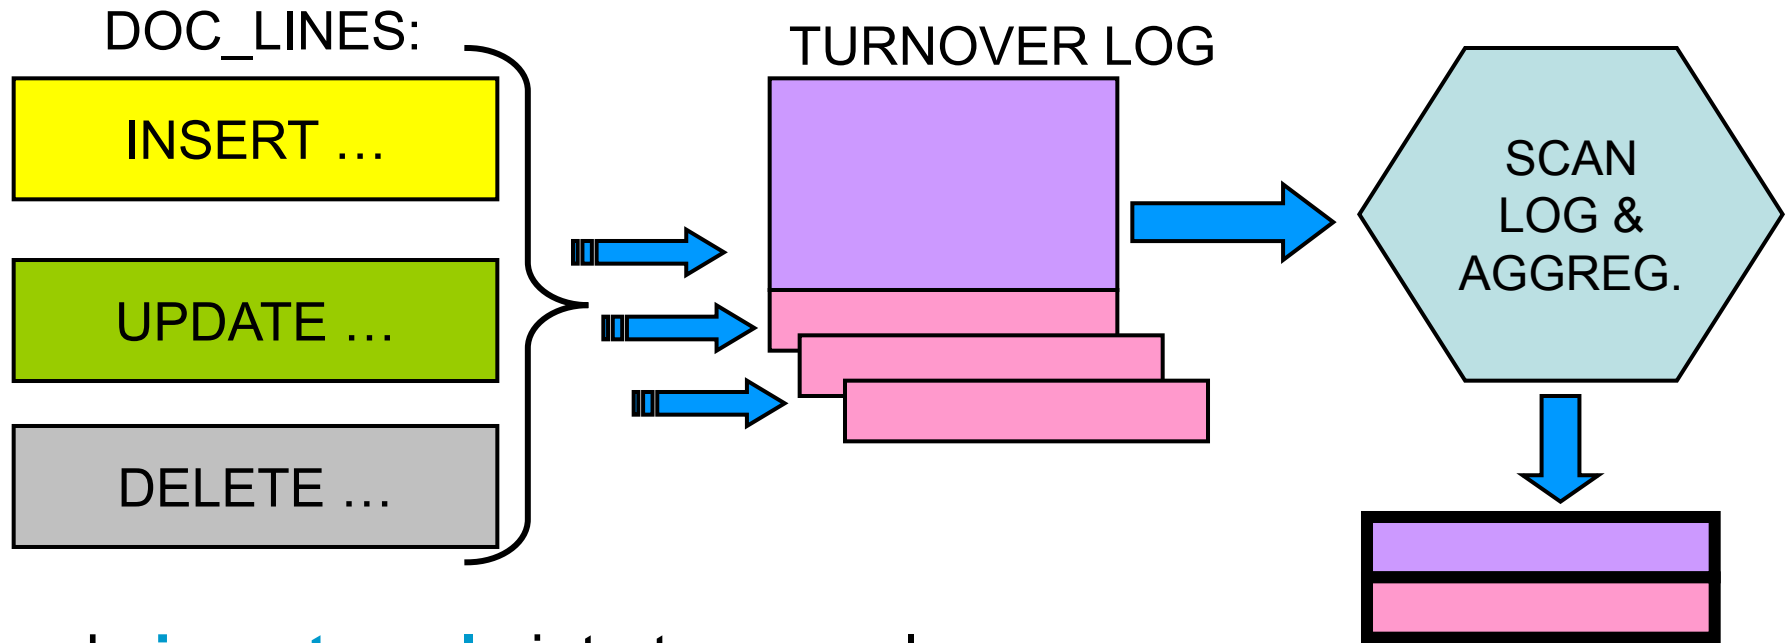 DOC_LINES:
INSERT …
UPDATE …
DELETE …
TURNOVER LOG
SCAN
LOG &
AGGREG.